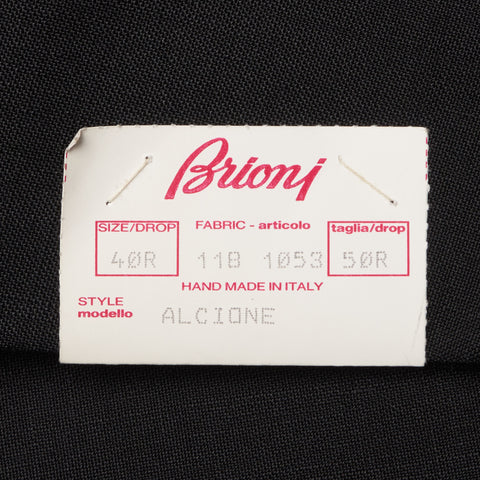 Brioni
SIZE/DROP FABRIC - articolo taglia/drop
40R 118 1053 50R
HAND MADE IN ITALY
STYLE
modello ALCIONE